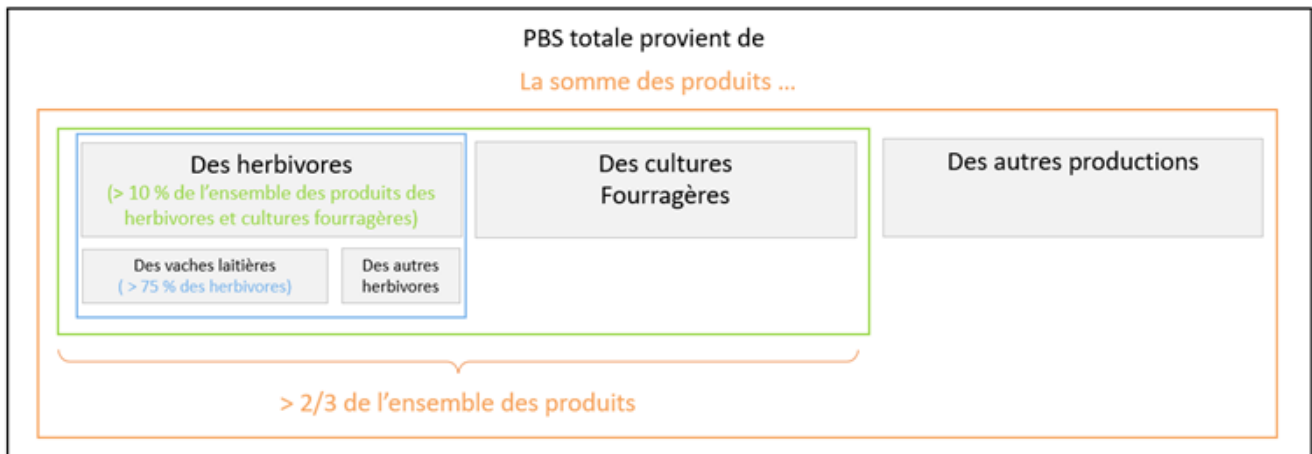 PBS totale provient de
La somme des produits ...
Des herbivores
(> 10 % de l'ensemble des produits des
herbivores et cultures fourragères)
Des cultures
Fourragères
Des autres productions
Des vaches laitières
( > 75 % des herbivores)
Des autres
herbivores
> 2/3 de l'ensemble des produits